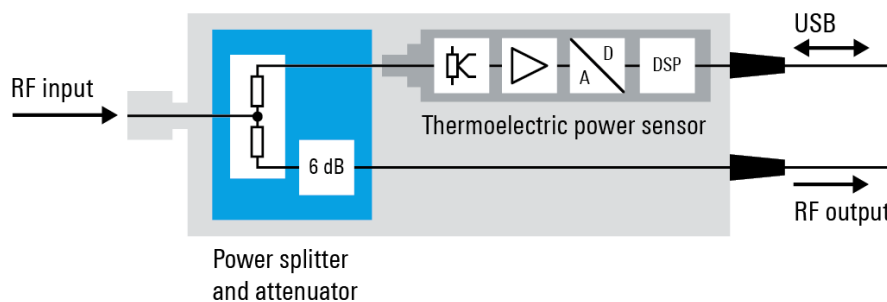 USB
RF input
D
A
DSP
Thermoelectric power sensor
6 dB
RF output
Power splitter
and attenuator